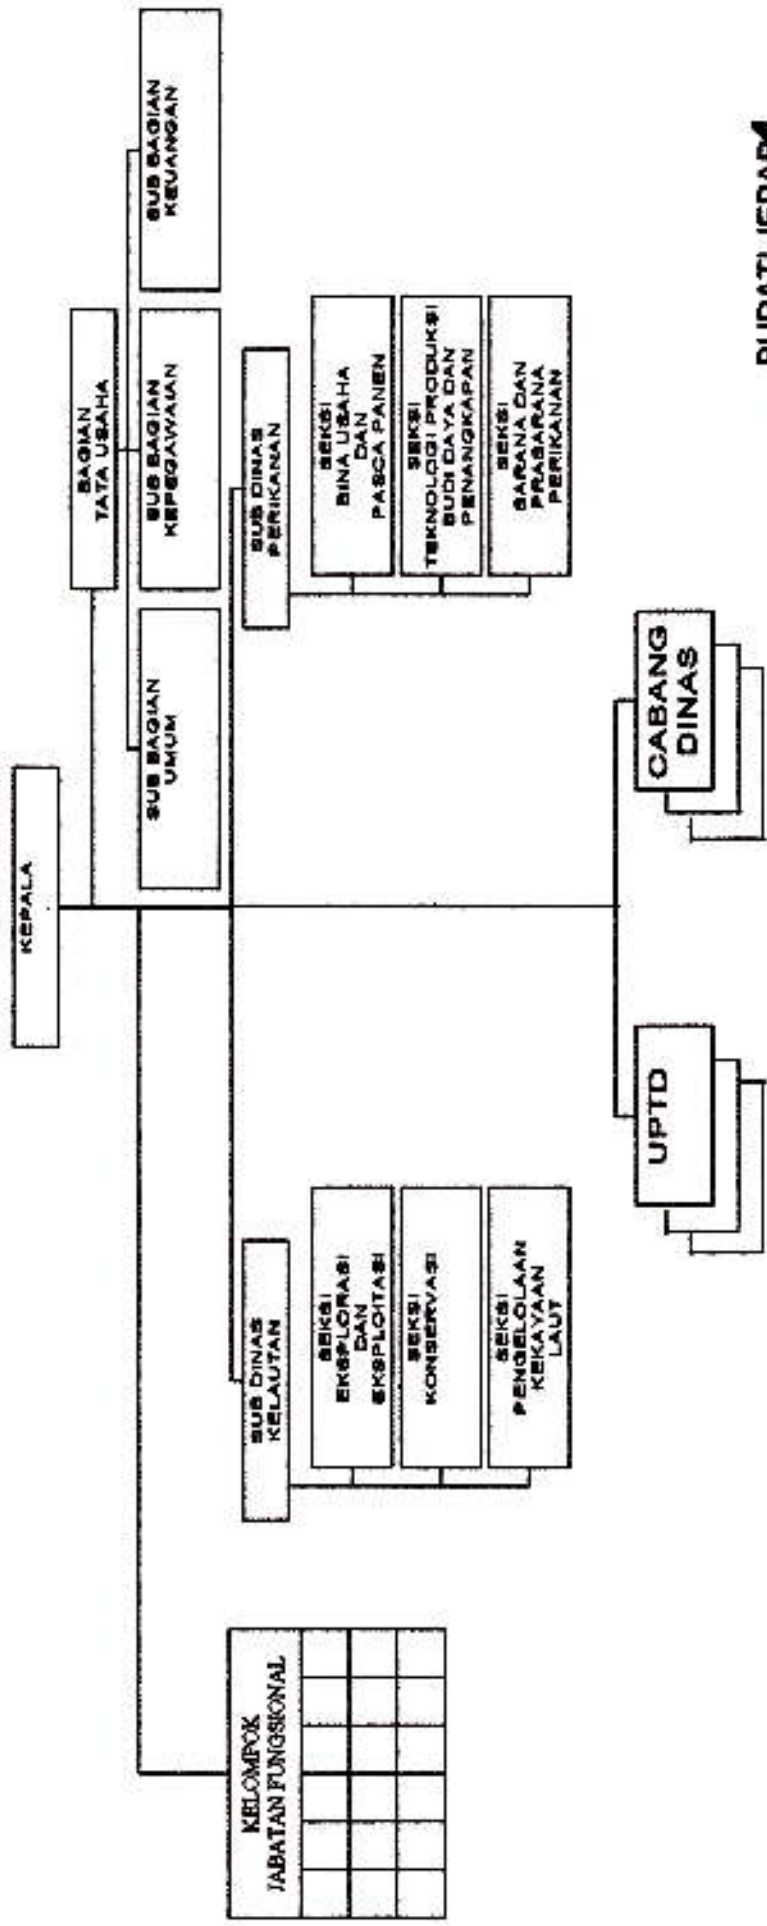 KEPALA
BAGIAN
TATA USAHA
SUB BAGIAN
UMUM
SUB BAGIAN
KEPEGAWAIAN
SUB BAGIAN
KEUANGAN
KELOMPOK
JABATAN FUNGSIONAL
SUB DINAS
KELAUTAN
SEKSI
EKSPLORASI
DAN
EKSPLOITASI
SEKSI
KONSERVASI
SEKSI
PENGELOLAAN
KEKAYAAN
LAUT
SUB DINAS
PERIKANAN
SEKSI
BINA USAHA
DAN
PASCA PANEN
SEKSI
TEKNOLOGI PRODUKSI
BUDI DAYA DAN
PENANGKAPAN
SEKSI
SARANA DAN
PRASARANA
PERIKANAN
UPTD
CABANG
DINAS
BUPATI JEPARA